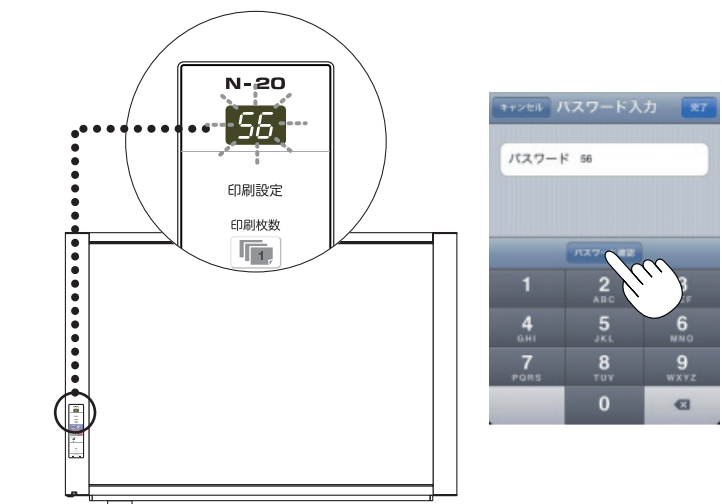 N-20
56
印刷設定
印刷枚数
1
キャンセル パスワード入力 完了
パスワード 56
1 2 3
ABC
4 5 6
GHI JKL MNO
7 8 9
PQRS TUV WXYZ
0